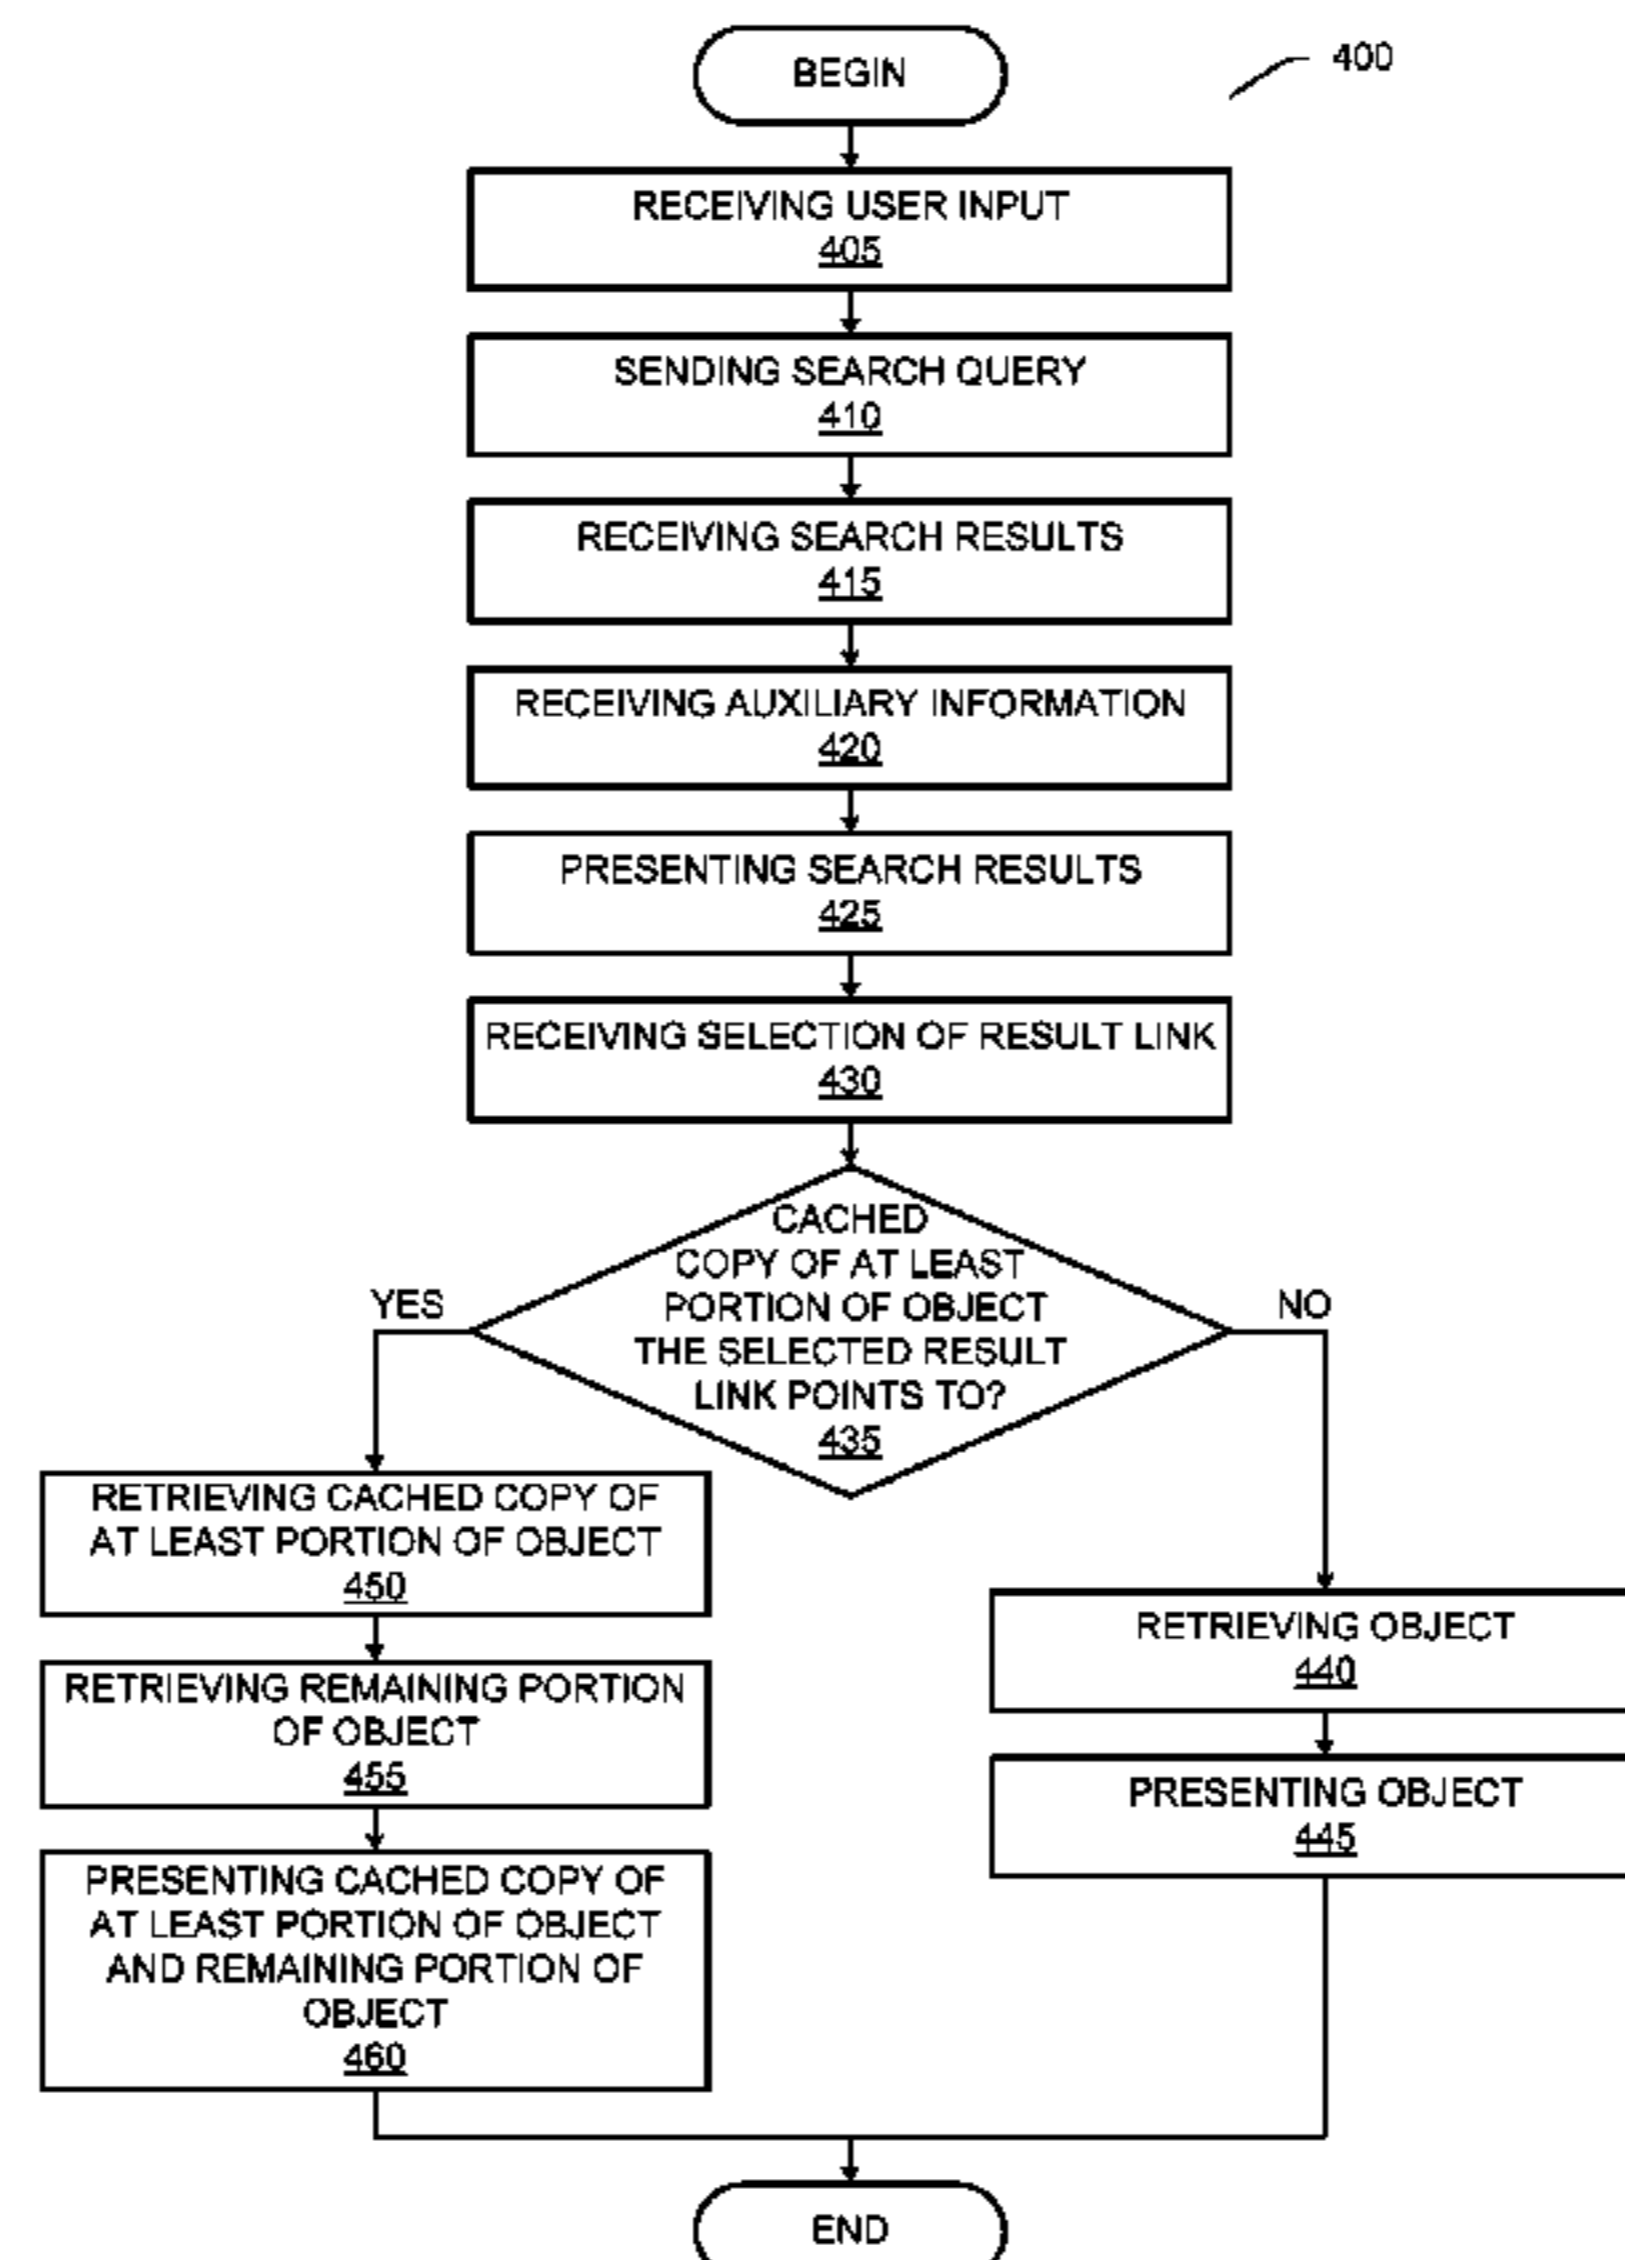 BEGIN
400
RECEIVING USER INPUT
405
SENDING SEARCH QUERY
410
RECEIVING SEARCH RESULTS
415
RECEIVING AUXILIARY INFORMATION
420
PRESENTING SEARCH RESULTS
425
RECEIVING SELECTION OF RESULT LINK
430
CACHED
COPY OF AT LEAST
PORTION OF OBJECT
THE SELECTED RESULT
LINK POINTS TO?
435
YES
NO
RETRIEVING CACHED COPY OF
AT LEAST PORTION OF OBJECT
450
RETRIEVING REMAINING PORTION
OF OBJECT
455
PRESENTING CACHED COPY OF
AT LEAST PORTION OF OBJECT
AND REMAINING PORTION OF
OBJECT
460
RETRIEVING OBJECT
440
PRESENTING OBJECT
445
END